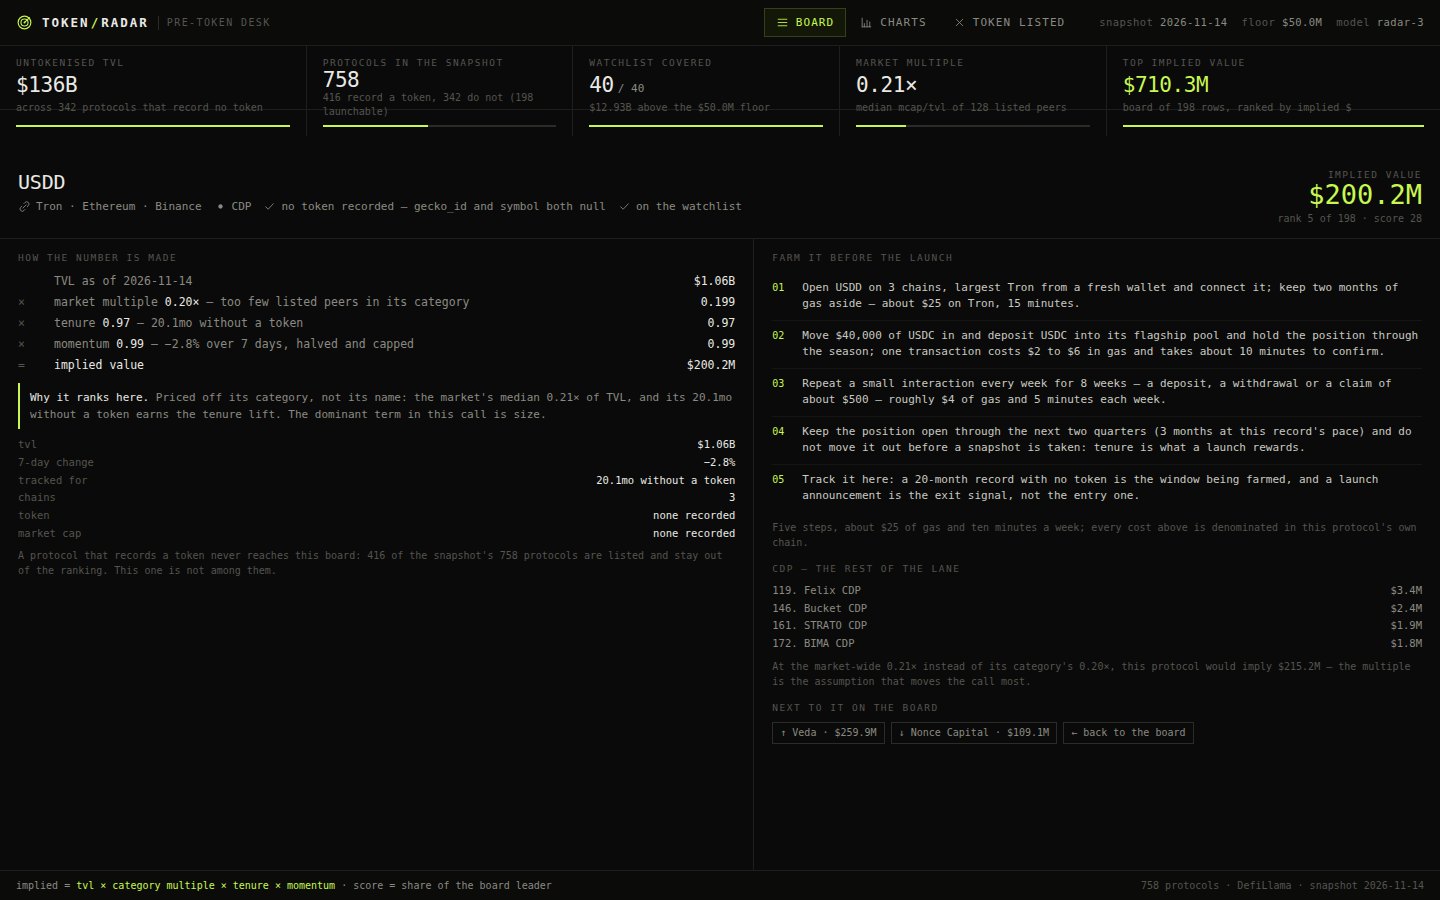 TOKEN/RADAR PRE-TOKEN DESK
BOARD CHARTS TOKEN LISTED snapshot 2026-11-14 floor $50.0M model radar-3
UNTOKENISED TVL
$136B
across 342 protocols that record no token
PROTOCOLS IN THE SNAPSHOT
758
416 record a token, 342 do not (198
launchable)
WATCHLIST COVERED
40 / 40
$12.93B above the $50.0M floor
MARKET MULTIPLE
0.21×
median mcap/tvl of 128 listed peers
TOP IMPLIED VALUE
$710.3M
board of 198 rows, ranked by implied $
USDD
Tron · Ethereum · Binance • CDP ✓ no token recorded — gecko_id and symbol both null ✓ on the watchlist
IMPLIED VALUE
$200.2M
rank 5 of 198 · score 28
HOW THE NUMBER IS MADE
TVL as of 2026-11-14 $1.06B
× market multiple 0.20× — too few listed peers in its category 0.199
× tenure 0.97 — 20.1mo without a token 0.97
× momentum 0.99 — −2.8% over 7 days, halved and capped 0.99
= implied value $200.2M
Why it ranks here. Priced off its category, not its name: the market's median 0.21× of TVL, and its 20.1mo
without a token earns the tenure lift. The dominant term in this call is size.
tvl $1.06B
7-day change −2.8%
tracked for 20.1mo without a token
chains 3
token none recorded
market cap none recorded
A protocol that records a token never reaches this board: 416 of the snapshot's 758 protocols are listed and stay out
of the ranking. This one is not among them.
FARM IT BEFORE THE LAUNCH
01 Open USDD on 3 chains, largest Tron from a fresh wallet and connect it; keep two months of
gas aside — about $25 on Tron, 15 minutes.
02 Move $40,000 of USDC in and deposit USDC into its flagship pool and hold the position through
the season; one transaction costs $2 to $6 in gas and takes about 10 minutes to confirm.
03 Repeat a small interaction every week for 8 weeks — a deposit, a withdrawal or a claim of
about $500 — roughly $4 of gas and 5 minutes each week.
04 Keep the position open through the next two quarters (3 months at this record's pace) and do
not move it out before a snapshot is taken: tenure is what a launch rewards.
05 Track it here: a 20-month record with no token is the window being farmed, and a launch
announcement is the exit signal, not the entry one.
Five steps, about $25 of gas and ten minutes a week; every cost above is denominated in this protocol's own
chain.
CDP — THE REST OF THE LANE
119. Felix CDP $3.4M
146. Bucket CDP $2.4M
161. STRATO CDP $1.9M
172. BIMA CDP $1.8M
At the market-wide 0.21× instead of its category's 0.20×, this protocol would imply $215.2M — the multiple
is the assumption that moves the call most.
NEXT TO IT ON THE BOARD
↑ Veda · $259.9M ↓ Nonce Capital · $109.1M ← back to the board
implied = tvl × category multiple × tenure × momentum · score = share of the board leader
758 protocols · DefiLlama · snapshot 2026-11-14